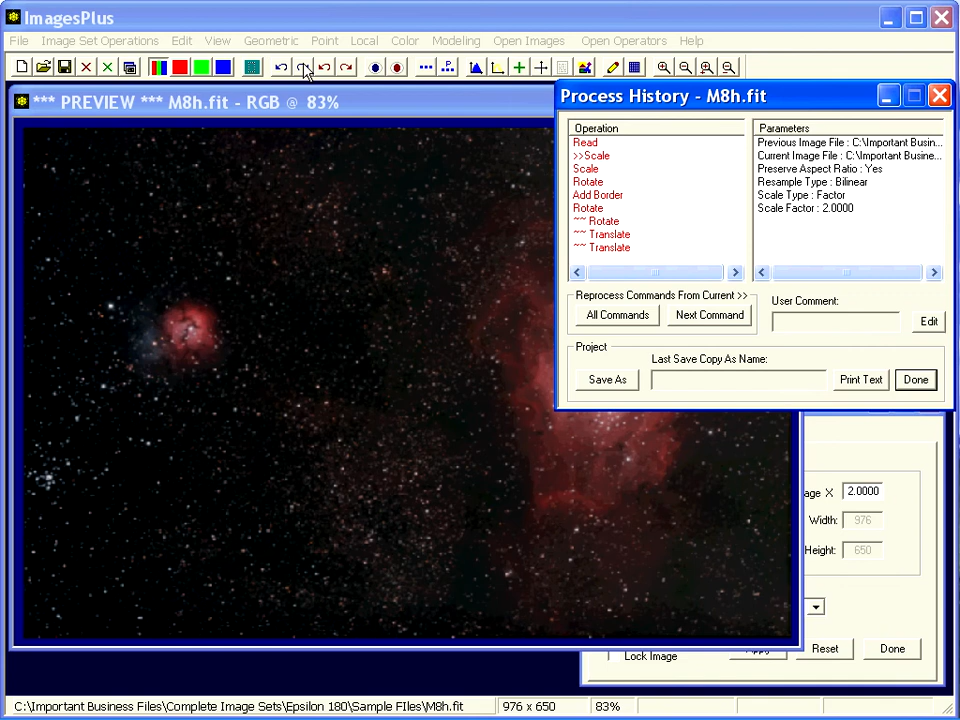 ImagesPlus
File Image Set Operations Edit View Geometric Point Local Color Modeling Open Images Open Operators Help
*** PREVIEW *** M8h.fit - RGB @ 83%
Process History - M8h.fit
Operation
Read
>>Scale
Scale
Rotate
Add Border
Rotate
~~ Rotate
~~ Translate
~~ Translate
Parameters
Previous Image File : C:\Important Busin...
Current Image File : C:\Important Busine...
Preserve Aspect Ratio : Yes
Resample Type : Bilinear
Scale Type : Factor
Scale Factor : 2.0000
Reprocess Commands From Current >>
All Commands Next Command
User Comment:
Edit
Project
Last Save Copy As Name:
Save As
Print Text
Done
age X 2.0000
Width: 976
Height: 650
Lock Image
Reset
Done
C:\Important Business Files\Complete Image Sets\Epsilon 180\Sample FIles\M8h.fit 976 x 650 83%